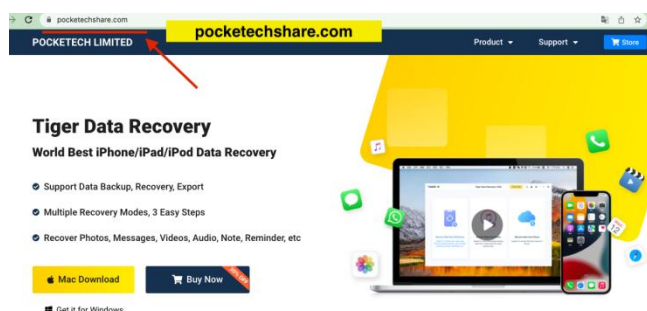 pocketechshare.com
pocketechshare.com
POCKETECH LIMITED
Product
Support
Store
Tiger Data Recovery
World Best iPhone/iPad/iPod Data Recovery
Support Data Backup, Recovery, Export
Multiple Recovery Modes, 3 Easy Steps
Recover Photos, Messages, Videos, Audio, Note, Reminder, etc
Mac Download
Buy Now
Get it for Windows